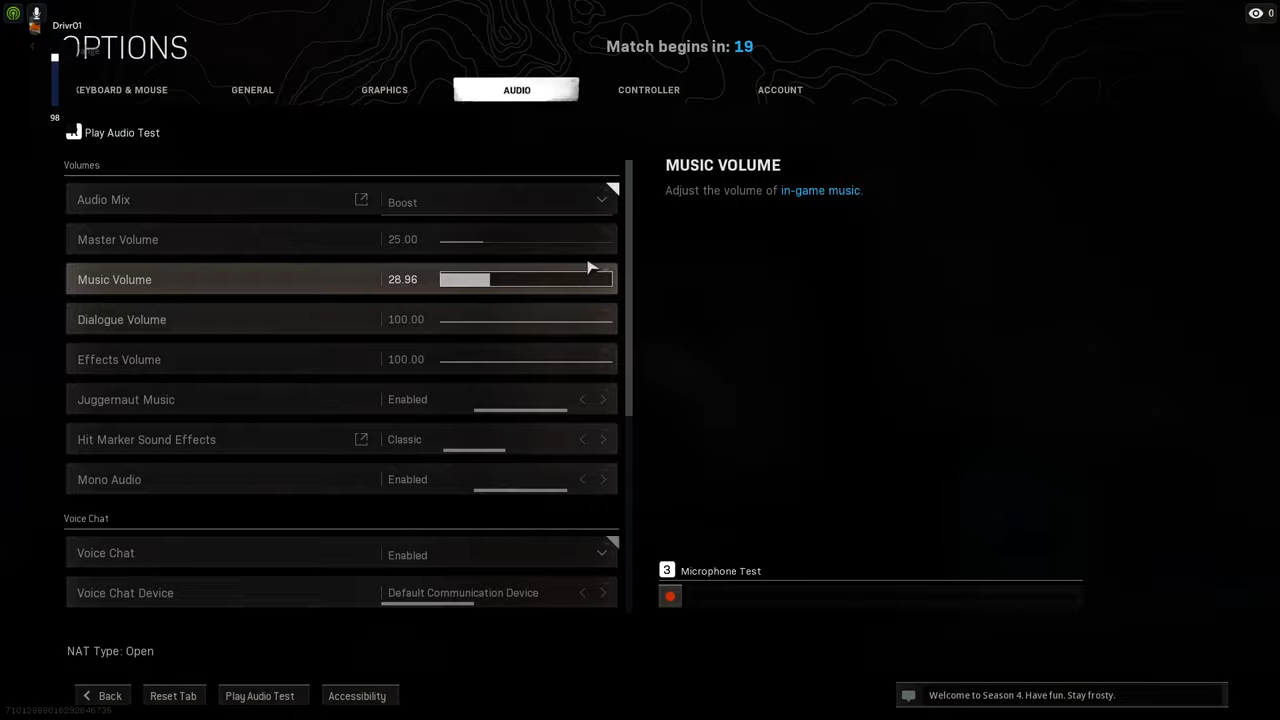 Drivr01
0
OPTIONS
Match begins in: 19
KEYBOARD & MOUSE
GENERAL
GRAPHICS
AUDIO
CONTROLLER
ACCOUNT
98
Play Audio Test
Volumes
Audio Mix
Boost
Master Volume
25.00
Music Volume
28.96
Dialogue Volume
100.00
Effects Volume
100.00
Juggernaut Music
Enabled
Hit Marker Sound Effects
Classic
Mono Audio
Enabled
Voice Chat
Voice Chat
Enabled
Voice Chat Device
Default Communication Device
MUSIC VOLUME
Adjust the volume of in-game music.
3 Microphone Test
NAT Type: Open
Back
Reset Tab
Play Audio Test
Accessibility
Welcome to Season 4. Have fun. Stay frosty.